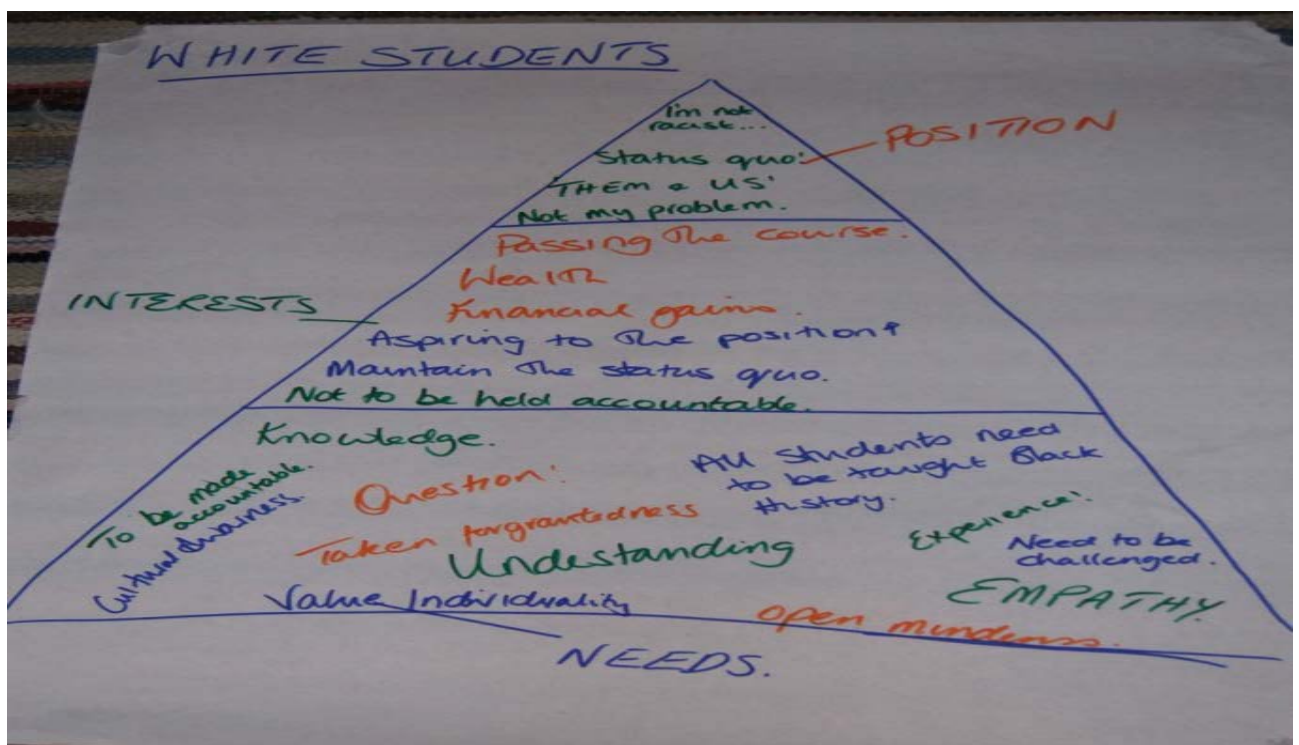 WHITE STUDENTS
I'm not
racist...
Status quo!
POSITION
'THEM & US'
Not my problem.
Passing the course.
Wealth
Financial gains.
INTERESTS
Aspiring to the position?
Maintain the status quo.
Not to be held accountable.
Knowledge.
To be made
accountable.
Cultural awarness.
Question!
Taken forgrantedness
All students need
to be taught Black
History.
Understanding
Experience!
Need to be
challenged.
Value Individuality
EMPATHY.
open mindness.
NEEDS.